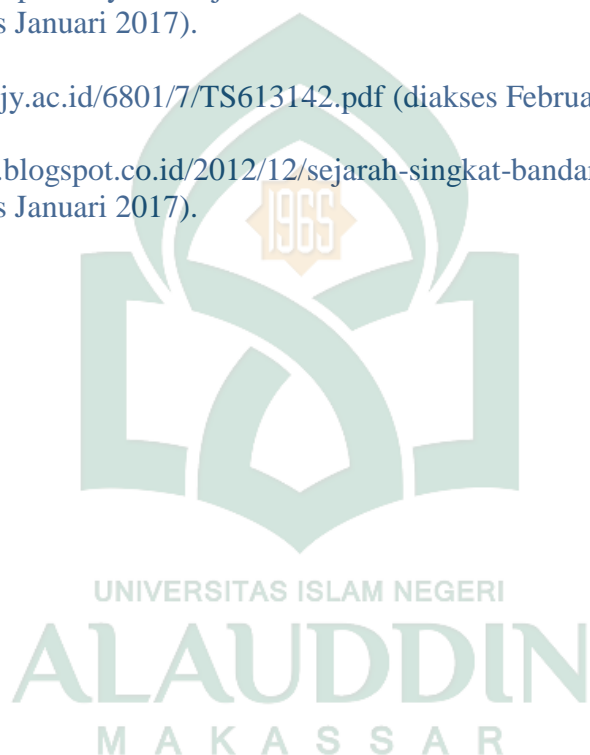 s Januari 2017).
jy.ac.id/6801/7/TS613142.pdf (diakses Februa
.blogspot.co.id/2012/12/sejarah-singkat-bandar
s Januari 2017).
1965
UNIVERSITAS ISLAM NEGERI
ALAUDDIN
MAKASSAR